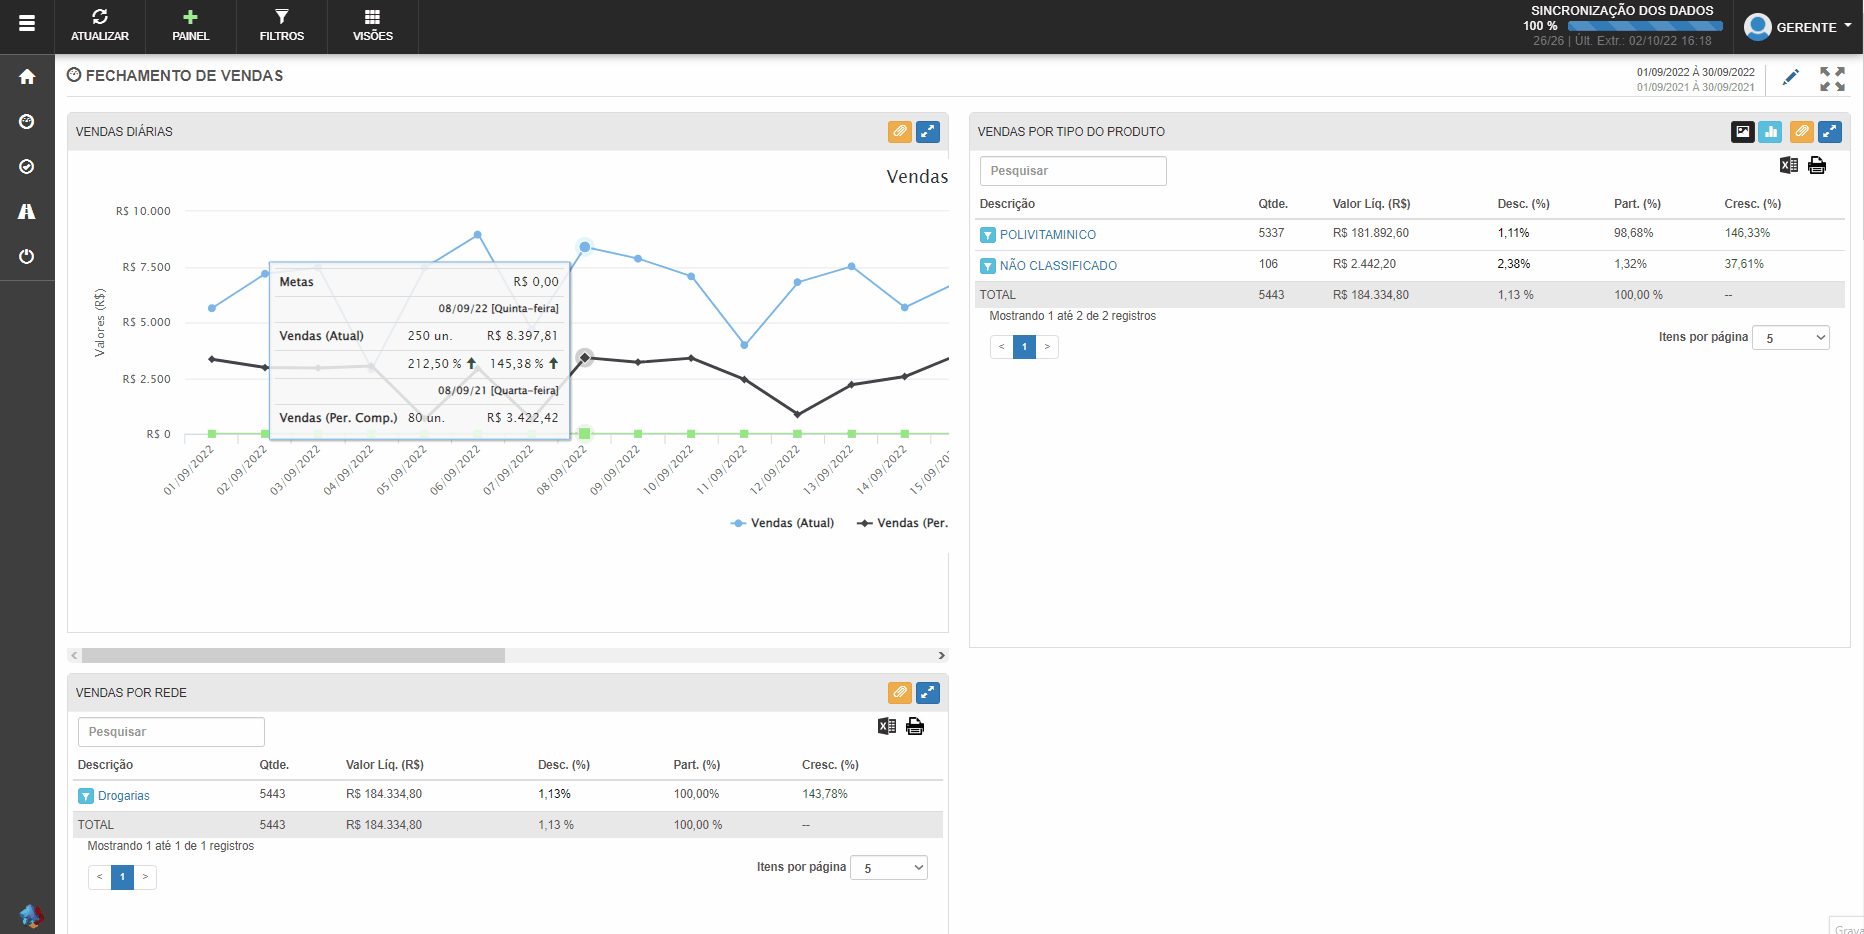 ATUALIZAR
PAINEL
FILTROS
VISÕES
SINCRONIZAÇÃO DOS DADOS
100 %
26/26 | Últ. Extr.: 02/10/22 16:18
GERENTE
FECHAMENTO DE VENDAS
01/09/2022 À 30/09/2022
01/09/2021 À 30/09/2021
VENDAS DIÁRIAS
Vendas
Valores (R$)
R$ 10.000
R$ 7.500
R$ 5.000
R$ 2.500
R$ 0
Metas R$ 0,00
08/09/22 [Quinta-feira]
Vendas (Atual) 250 un. R$ 8.397,81
212,50 % 145,38 %
08/09/21 [Quarta-feira]
Vendas (Per. Comp.) 80 un. R$ 3.422,42
01/09/2022
02/09/2022
03/09/2022
04/09/2022
05/09/2022
06/09/2022
07/09/2022
08/09/2022
09/09/2022
10/09/2022
11/09/2022
12/09/2022
13/09/2022
14/09/2022
15/09/20
Vendas (Atual) Vendas (Per.
VENDAS POR TIPO DO PRODUTO
Pesquisar
Descrição Qtde. Valor Líq. (R$) Desc. (%) Part. (%) Cresc. (%)
POLIVITAMINICO 5337 R$ 181.892,60 1,11% 98,68% 146,33%
NÃO CLASSIFICADO 106 R$ 2.442,20 2,38% 1,32% 37,61%
TOTAL 5443 R$ 184.334,80 1,13 % 100,00 % --
Mostrando 1 até 2 de 2 registros
< 1 >
Itens por página 5
VENDAS POR REDE
Pesquisar
Descrição Qtde. Valor Líq. (R$) Desc. (%) Part. (%) Cresc. (%)
Drogarias 5443 R$ 184.334,80 1,13% 100,00% 143,78%
TOTAL 5443 R$ 184.334,80 1,13 % 100,00 % --
Mostrando 1 até 1 de 1 registros
< 1 >
Itens por página 5
Grava